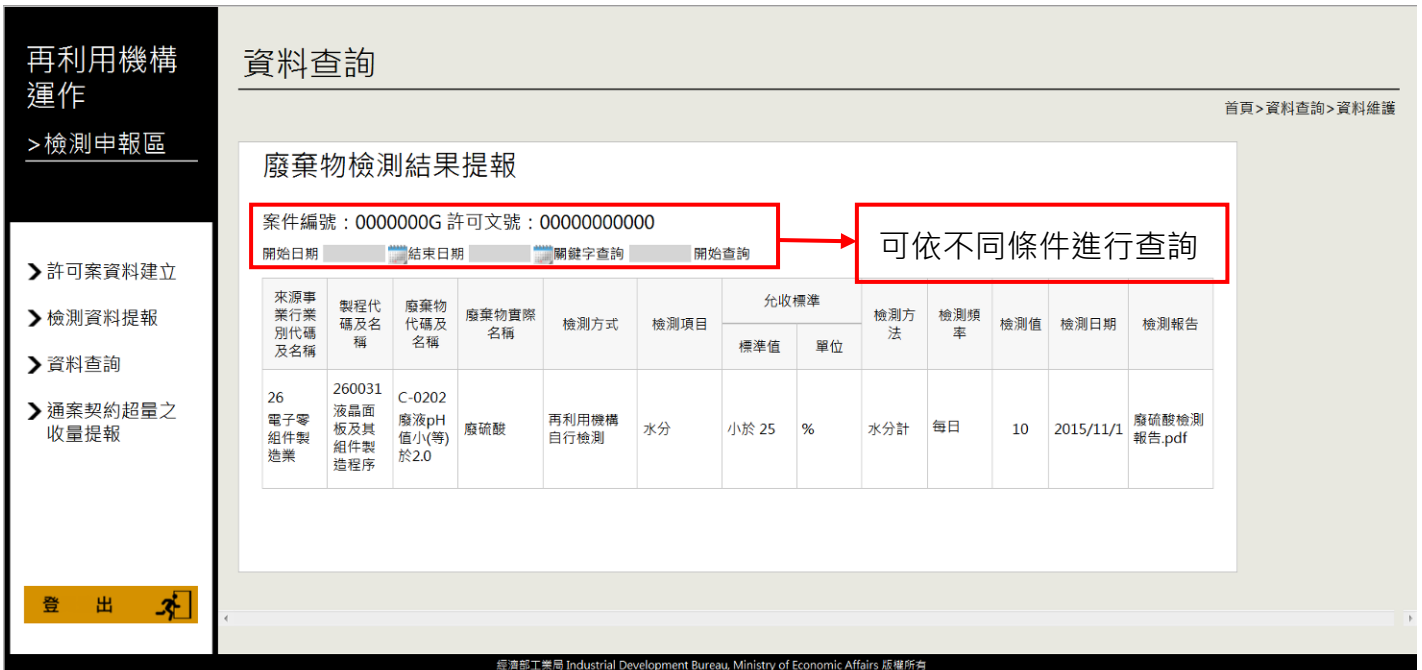 再利用機構
運作
>檢測申報區
許可案資料建立
檢測資料提報
資料查詢
通案契約超量之
收量提報
登 出
資料查詢
首頁>資料查詢>資料維護
廢棄物檢測結果提報
案件編號：0000000G 許可文號：00000000000
開始日期 結束日期 關鍵字查詢 開始查詢
可依不同條件進行查詢
來源事
業行業
別代碼
及名稱
製程代
碼及名
稱
廢棄物
代碼及
名稱
廢棄物實際
名稱
檢測方式
檢測項目
允收標準
標準值
單位
檢測方
法
檢測頻
率
檢測值
檢測日期
檢測報告
26
電子零
組件製
造業
260031
液晶面
板及其
組件製
造程序
C-0202
廢液pH
值小(等)
於2.0
廢硫酸
再利用機構
自行檢測
水分
小於 25
%
水分計
每日
10
2015/11/1
廢硫酸檢測
報告.pdf
經濟部工業局 Industrial Development Bureau, Ministry of Economic Affairs 版權所有